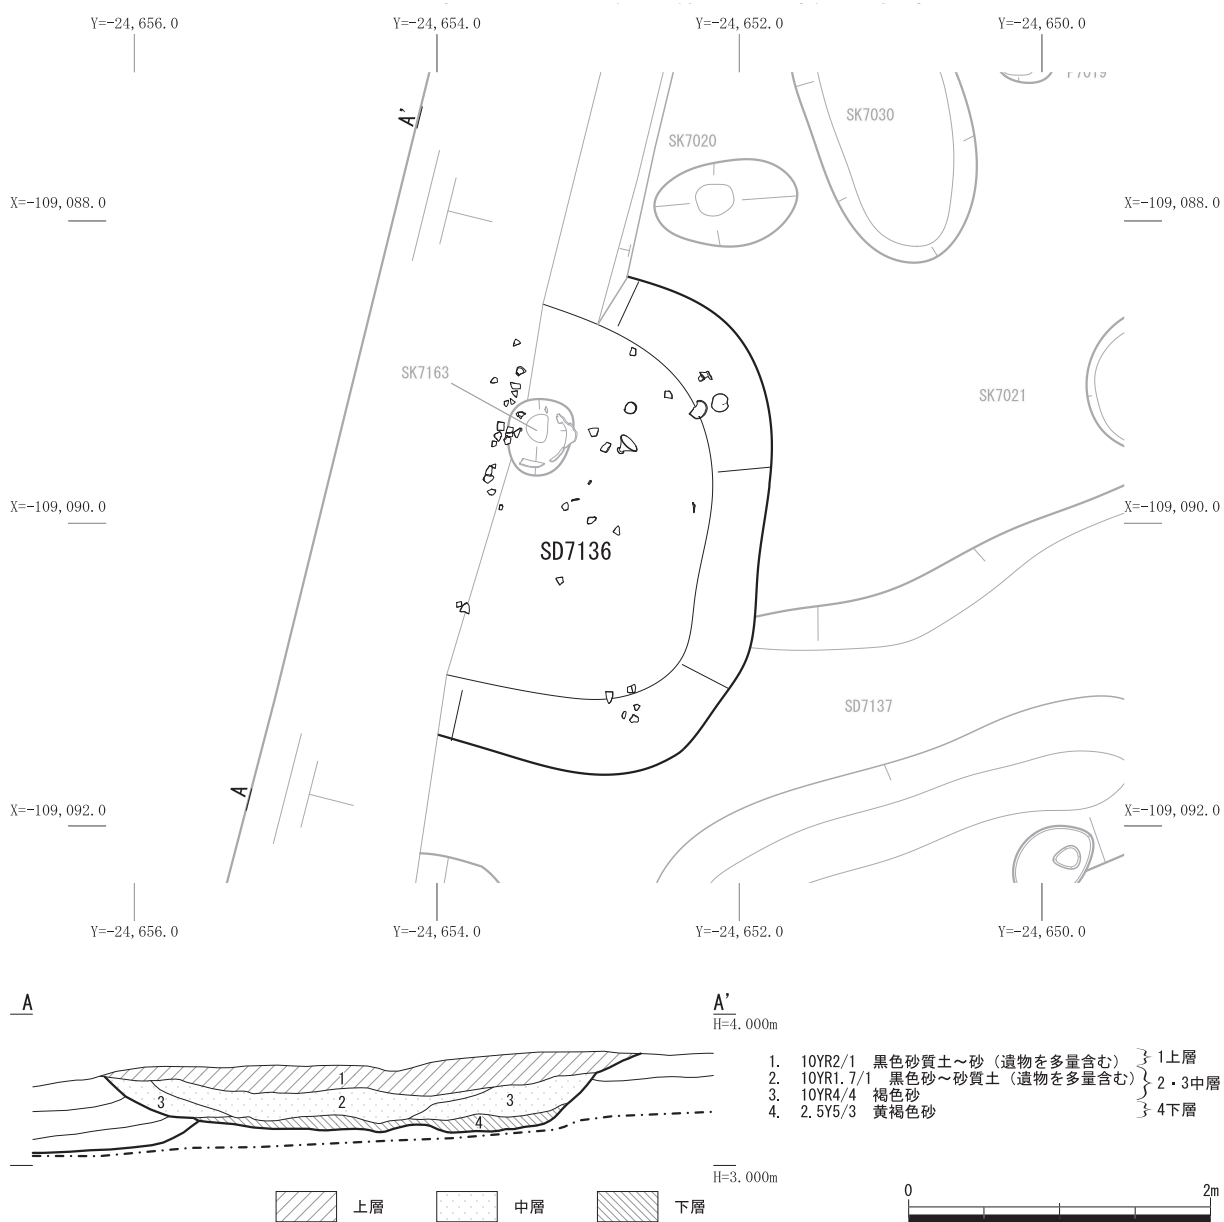 Y=-24,656.0
Y=-24,654.0
Y=-24,652.0
Y=-24,650.0
P7019
A'
SK7030
SK7020
X=-109,088.0
X=-109,088.0
SK7163
SK7021
X=-109,090.0
X=-109,090.0
SD7136
SD7137
A
X=-109,092.0
X=-109,092.0
Y=-24,656.0
Y=-24,654.0
Y=-24,652.0
Y=-24,650.0
A
A'
H=4.000m
1
2
3
3
4
1. 10YR2/1 黒色砂質土～砂（遺物を多量含む） 1上層
2. 10YR1.7/1 黒色砂～砂質土（遺物を多量含む） 2・3中層
3. 10YR4/4 褐色砂
4. 2.5Y5/3 黄褐色砂 4下層
H=3.000m
上層
中層
下層
0
2m